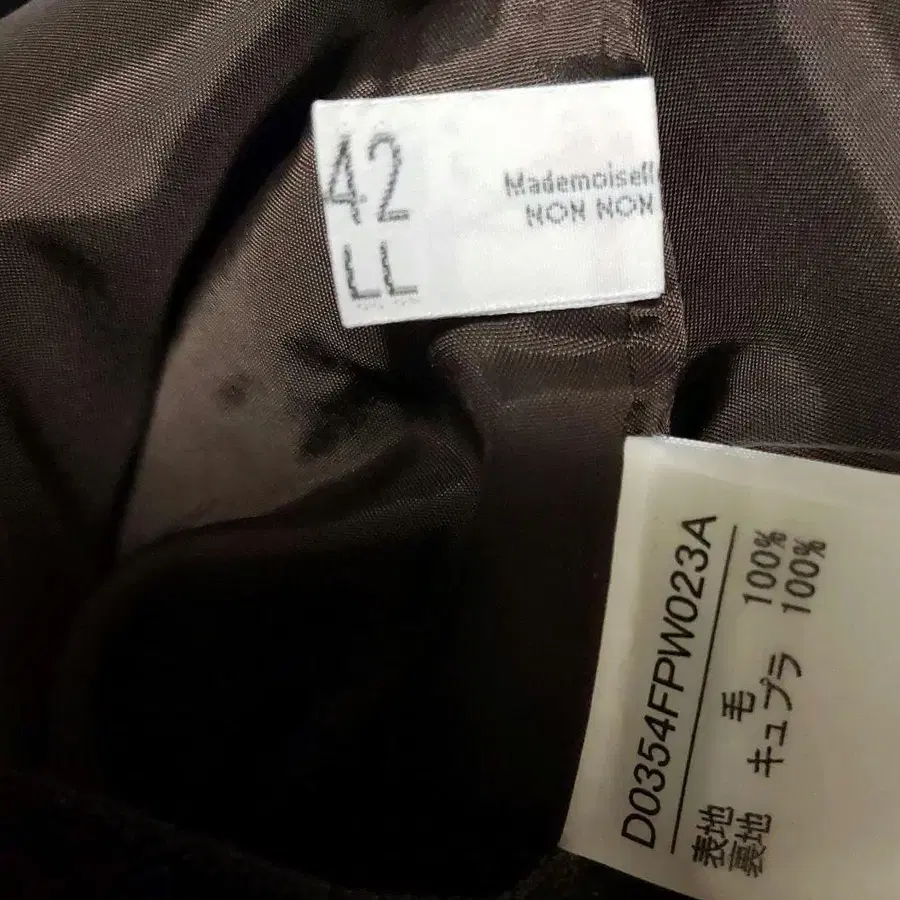 42
LL
Mademoisell
NON NON
D0354FPW023A
表地 毛 100%
裏地 キュプラ 100%